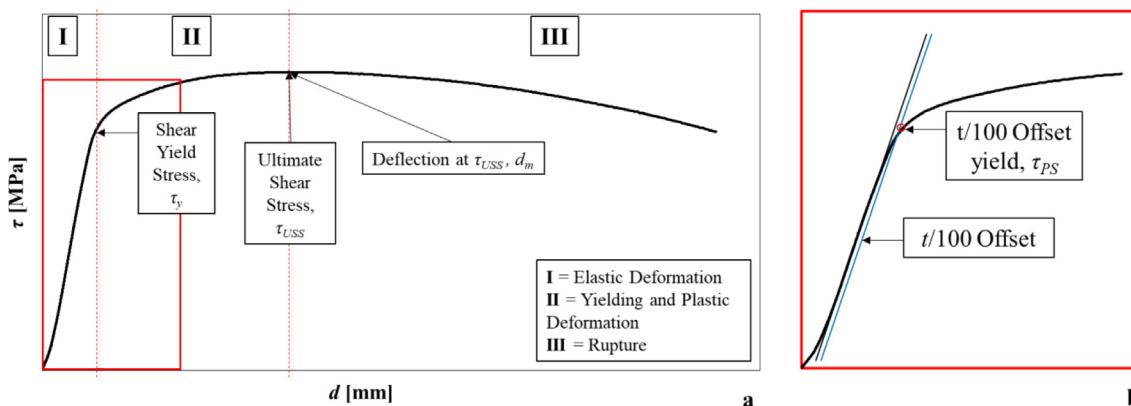 I
II
III
Shear
Yield
Stress,
τy
Ultimate
Shear
Stress,
τUSS
Deflection at τUSS, dm
I = Elastic Deformation
II = Yielding and Plastic
Deformation
III = Rupture
τ [MPa]
d [mm]
a
t/100 Offset
yield, τPS
t/100 Offset